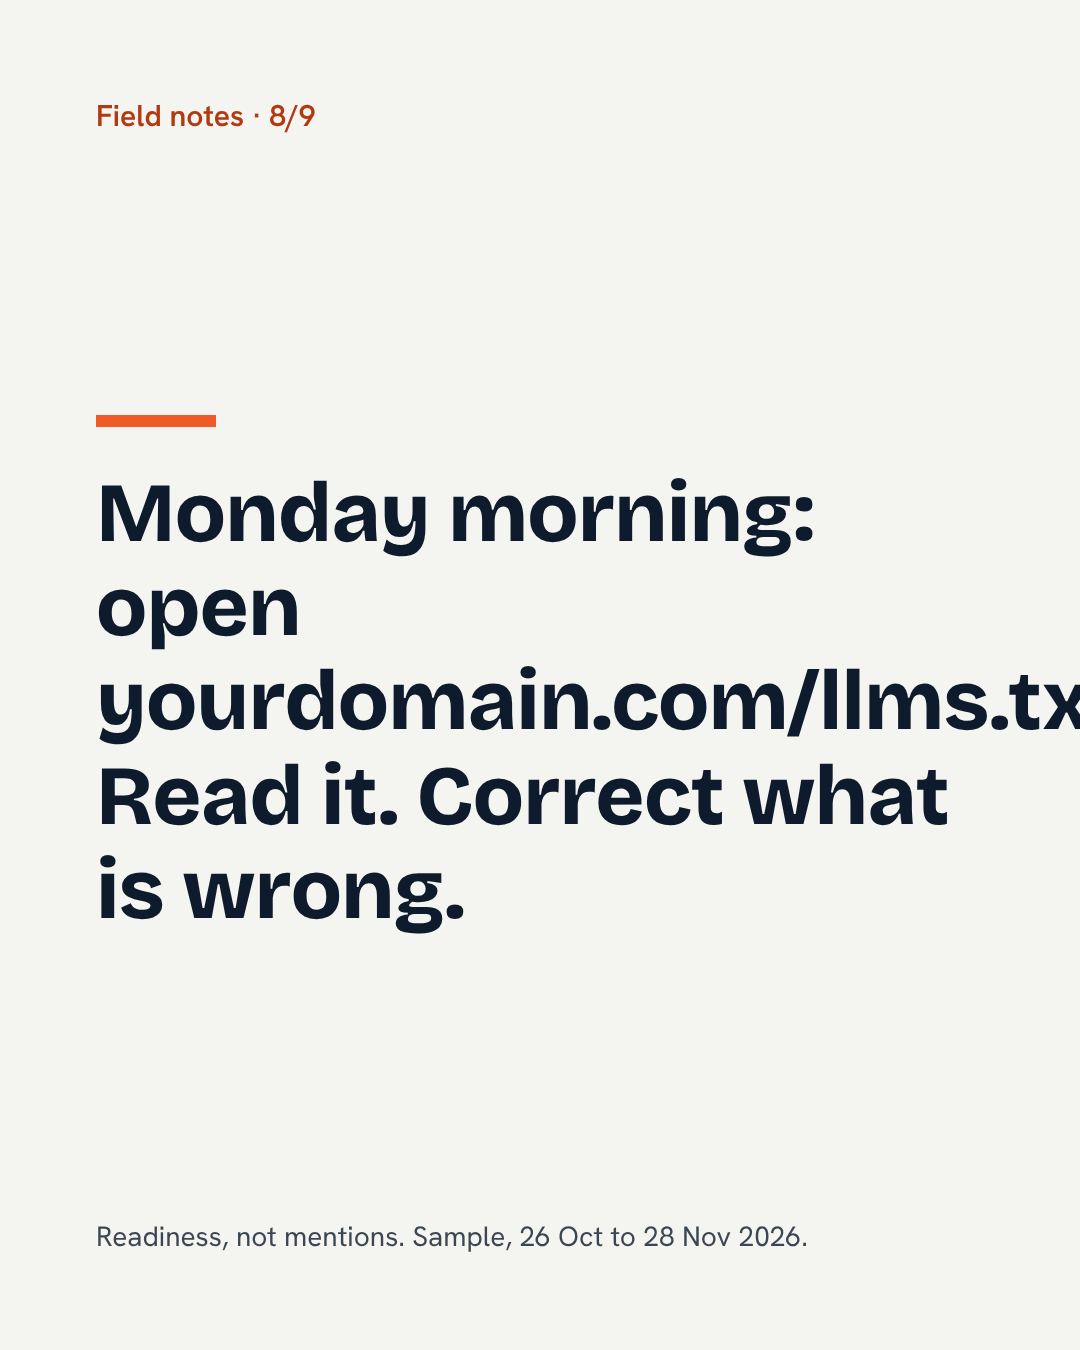 Field notes · 8/9
Monday morning:
open
yourdomain.com/llms.tx
Read it. Correct what
is wrong.
Readiness, not mentions. Sample, 26 Oct to 28 Nov 2026.